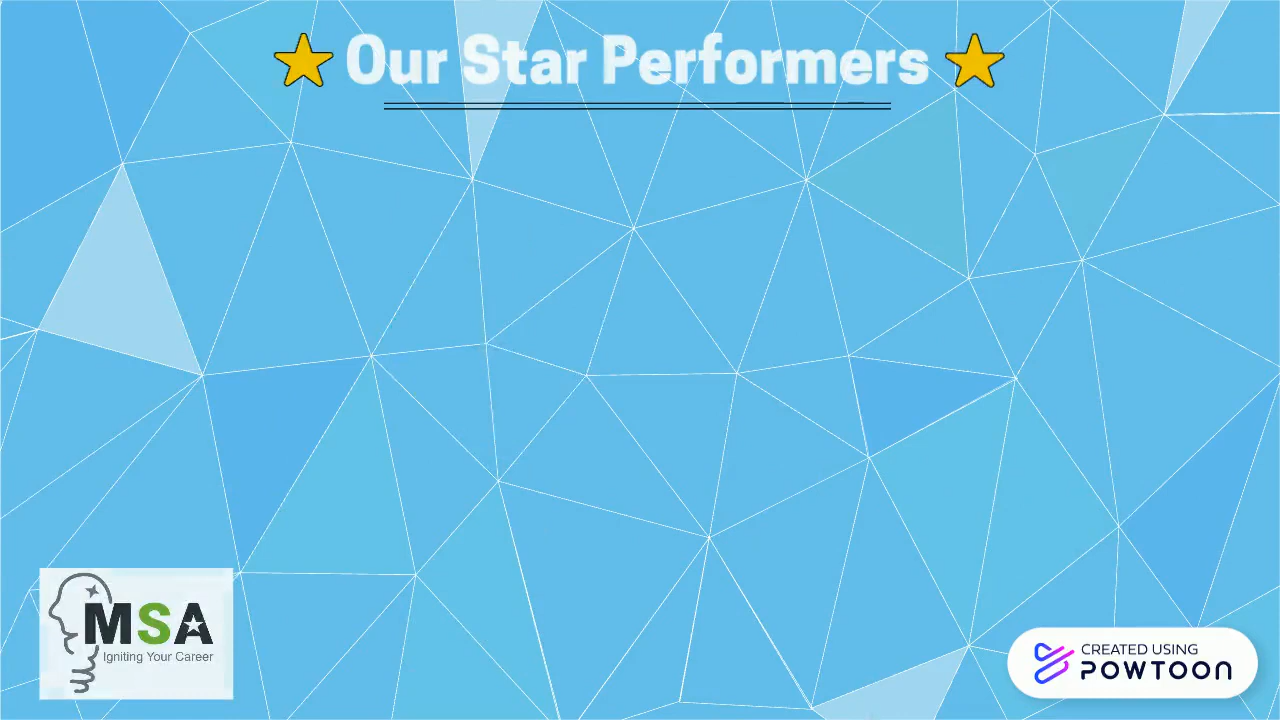 Our Star Performers
MSA
Igniting Your Career
CREATED USING
POWTOON